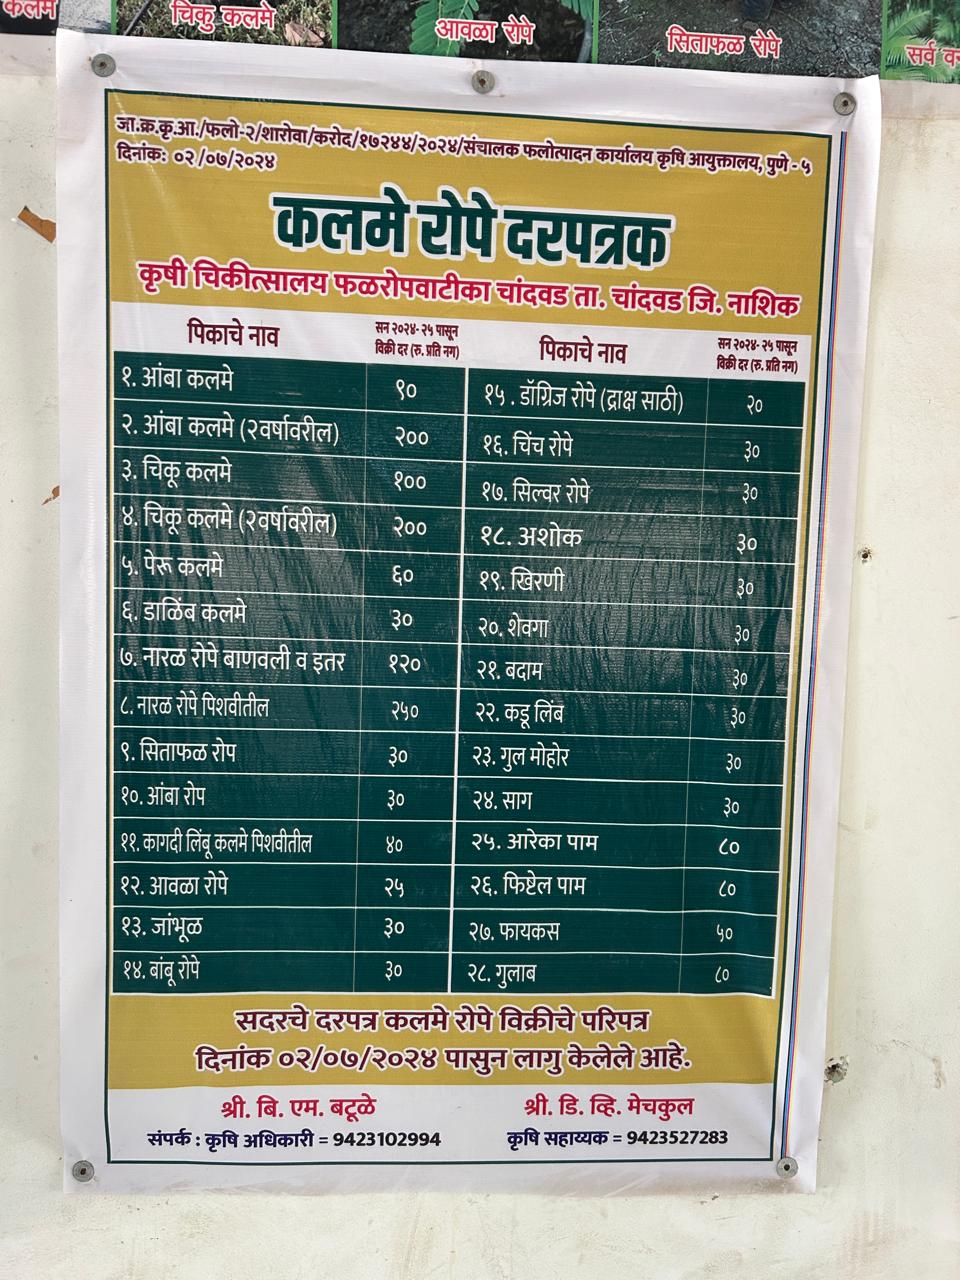 कलमे
चिकु कलमे
आवळा रोपे
सिताफळ रोपे
सर्व
जा.क्र.कृ.आ./फलो-२/शारोवा/करोद/१७२४४/२०२४/संचालक फलोत्पादन कार्यालय कृषि आयुक्तालय, पुणे - ५
दिनांक: ०२/०७/२०२४
कलमे रोपे दरपत्रक
कृषी चिकीत्सालय फळरोपवाटीका चांदवड ता. चांदवड जि. नाशिक
पिकाचे नाव सन २०२४- २५ पासून विक्री दर (रु. प्रति नग) पिकाचे नाव सन २०२४- २५ पासून विक्री दर (रु. प्रति नग)
१. आंबा कलमे ९० १५ . डॉग्रिज रोपे (द्राक्ष साठी) २०
२. आंबा कलमे (२वर्षावरील) २०० १६. चिंच रोपे ३०
३. चिकू कलमे १०० १७. सिल्वर रोपे ३०
४. चिकू कलमे (२वर्षावरील) २०० १८. अशोक ३०
५. पेरू कलमे ६० १९. खिरणी ३०
६. डाळिंब कलमे ३० २०. शेवगा ३०
७. नारळ रोपे बाणवली व इतर १२० २१. बदाम ३०
८. नारळ रोपे पिशवीतील २५० २२. कडू लिंब ३०
९. सिताफळ रोप ३० २३. गुल मोहोर ३०
१०. आंबा रोप ३० २४. साग ३०
११. कागदी लिंबू कलमे पिशवीतील ४० २५. आरेका पाम ८०
१२. आवळा रोपे २५ २६. फिष्टेल पाम ८०
१३. जांभूळ ३० २७. फायकस ५०
१४. बांबू रोपे ३० २८. गुलाब ८०
सदरचे दरपत्र कलमे रोपे विक्रीचे परिपत्र
दिनांक ०२/०७/२०२४ पासुन लागु केलेले आहे.
श्री. बि. एम. बटूळे श्री. डि. व्हि. मेचकुल
संपर्क : कृषि अधिकारी = 9423102994 कृषि सहाय्यक = 9423527283